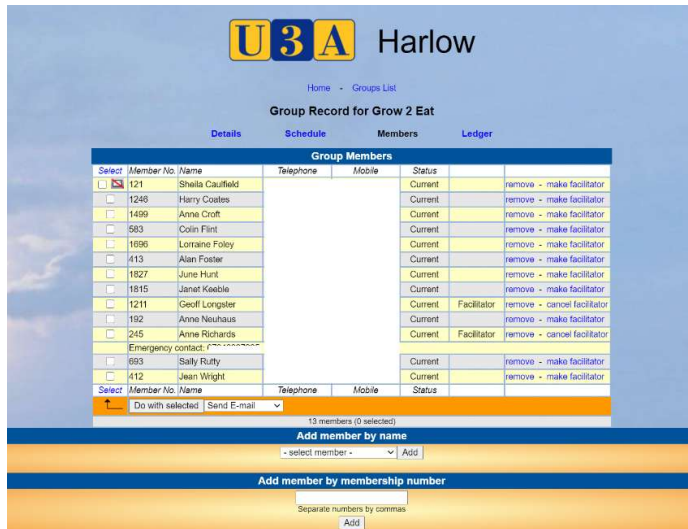 U3A Harlow
Home - Groups List
Group Record for Grow 2 Eat
Details Schedule Members Ledger
Group Members
Select Member No. Name Telephone Mobile Status
121 Sheila Caulfield Current remove - make facilitator
1246 Harry Coates Current remove - make facilitator
1499 Anne Croft Current remove - make facilitator
583 Colin Flint Current remove - make facilitator
1696 Lorraine Foley Current remove - make facilitator
413 Alan Foster Current remove - make facilitator
1827 June Hunt Current remove - make facilitator
1815 Janet Keeble Current remove - make facilitator
1211 Geoff Longster Current Facilitator remove - cancel facilitator
192 Anne Neuhaus Current remove - make facilitator
245 Anne Richards Current Facilitator remove - cancel facilitator
Emergency contact:
693 Sally Rutty Current remove - make facilitator
412 Jean Wright Current remove - make facilitator
Select Member No. Name Telephone Mobile Status
Do with selected Send E-mail
13 members (0 selected)
Add member by name
- select member - Add
Add member by membership number
Separate numbers by commas
Add